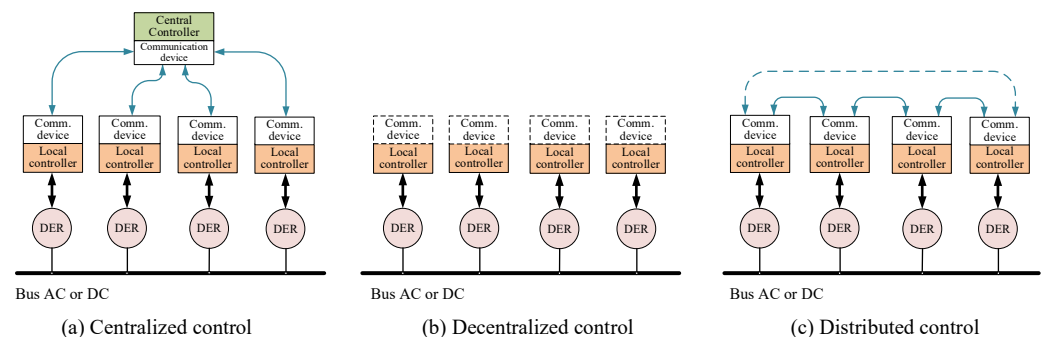 Central
Controller
Communication
device
Comm.
device
Local
controller
DER
Comm.
device
Local
controller
DER
Comm.
device
Local
controller
DER
Comm.
device
Local
controller
DER
Bus AC or DC
(a) Centralized control
Comm.
device
Local
controller
DER
Comm.
device
Local
controller
DER
Comm.
device
Local
controller
DER
Comm.
device
Local
controller
DER
Bus AC or DC
(b) Decentralized control
Comm.
device
Local
controller
DER
Comm.
device
Local
controller
DER
Comm.
device
Local
controller
DER
Comm.
device
Local
controller
DER
Bus AC or DC
(c) Distributed control